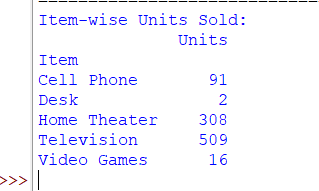 ----------------------------
Item-wise Units Sold:
              Units
Item
Cell Phone       91
Desk              2
Home Theater    308
Television      509
Video Games      16
>>>